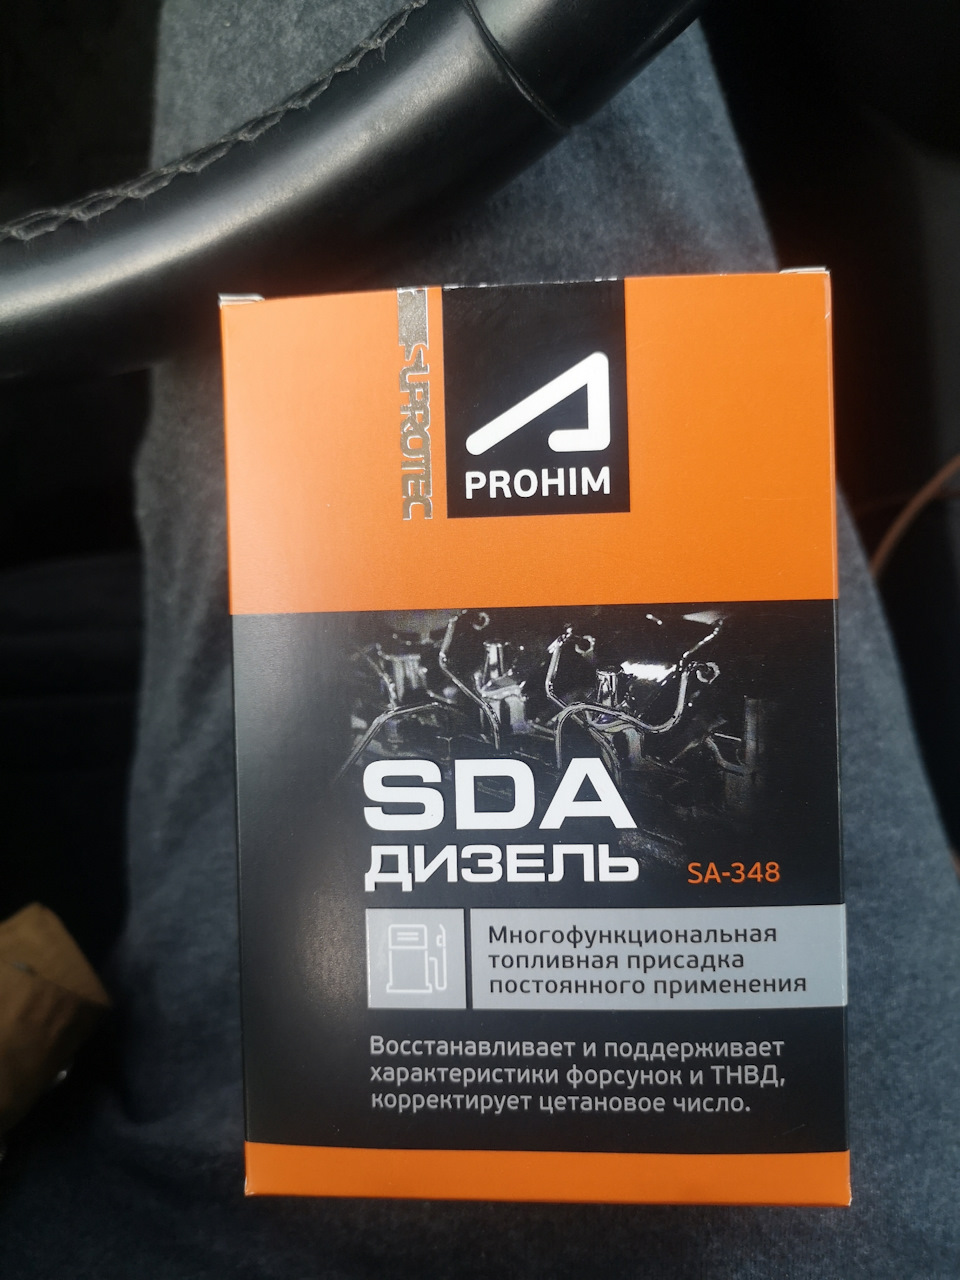 SUPROTEC
PROHIM
SDA
ДИЗЕЛЬ
SA-348
Многофункциональная
топливная присадка
постоянного применения
Восстанавливает и поддерживает
характеристики форсунок и ТНВД,
корректирует цетановое число.